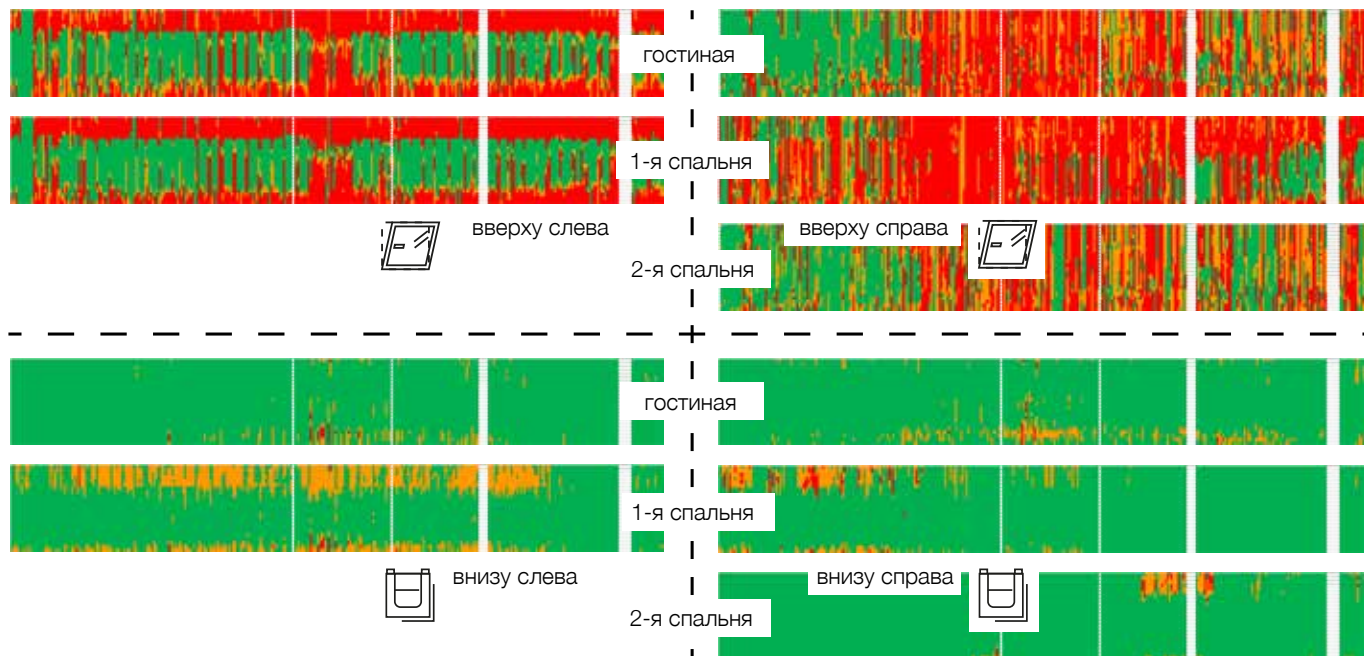 гостиная
1-я спальня
вверху слева
вверху справа
2-я спальня
гостиная
1-я спальня
внизу слева
внизу справа
2-я спальня